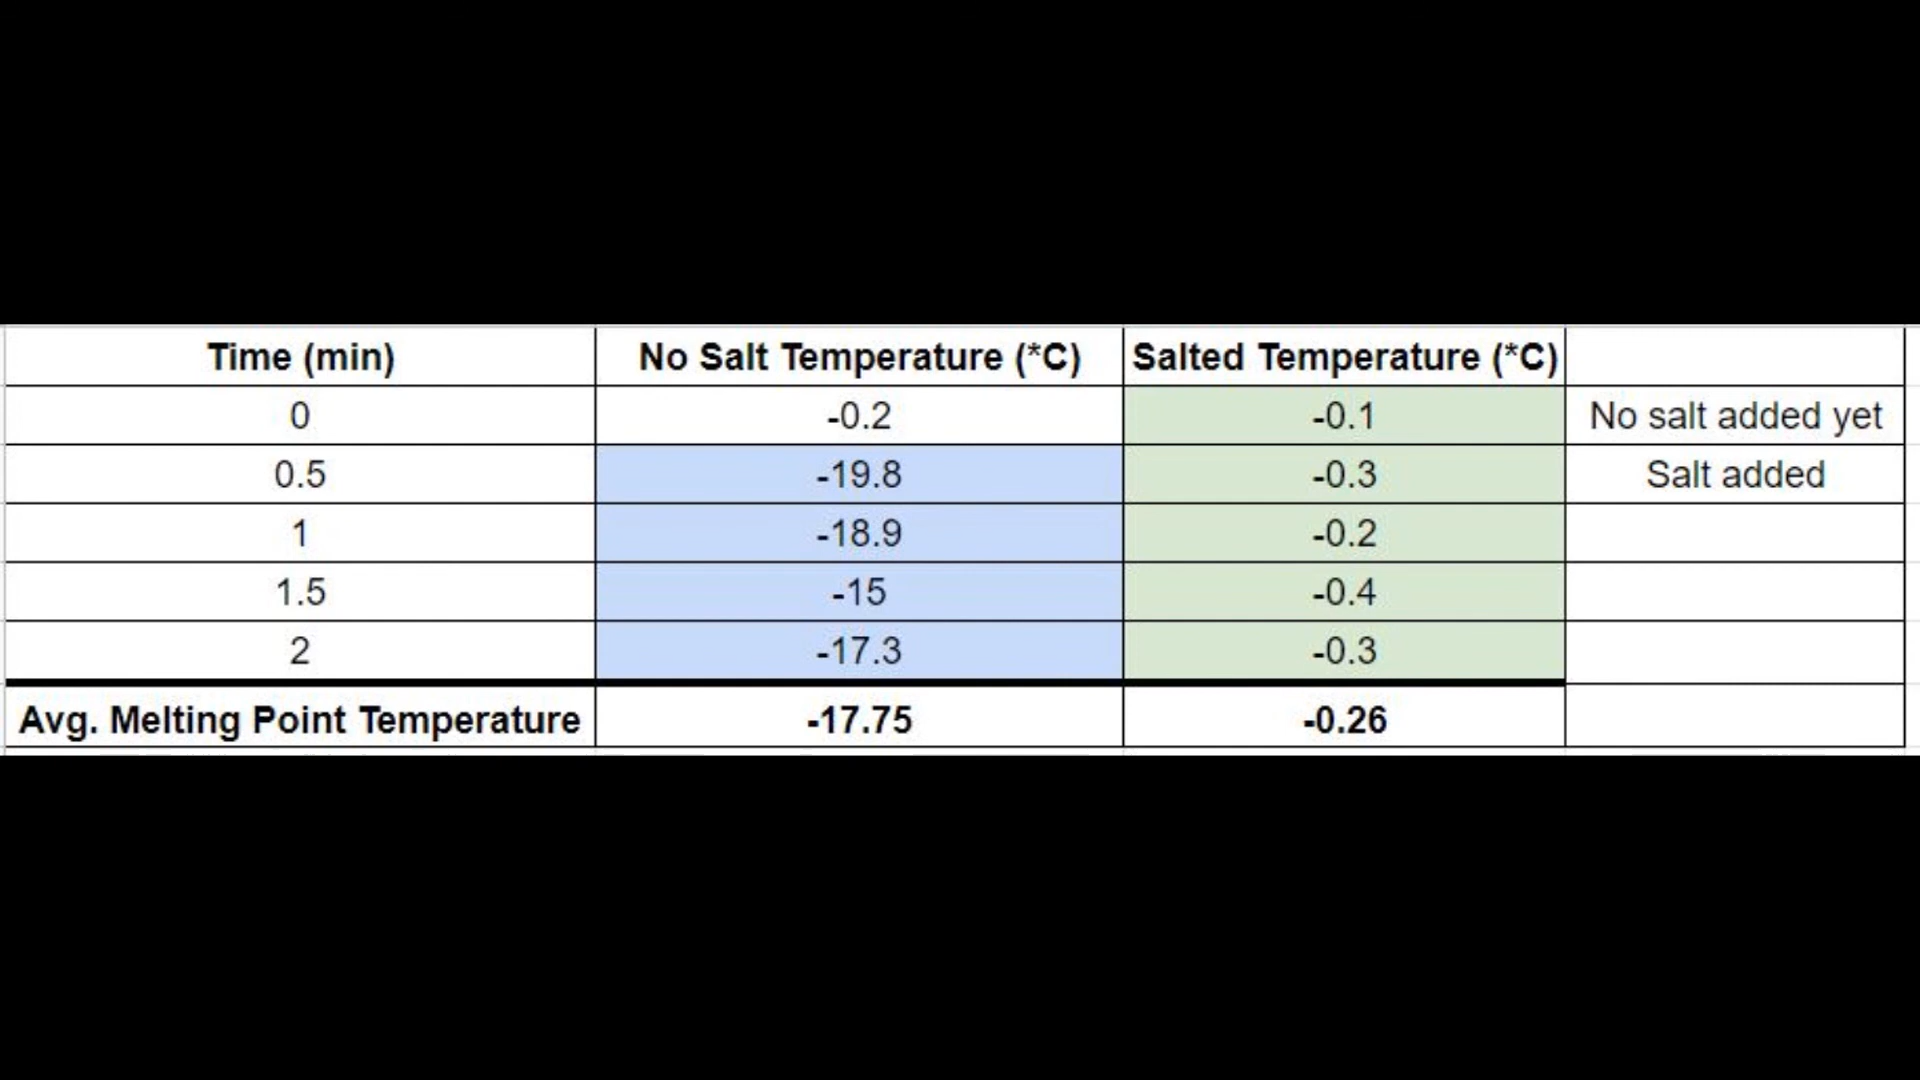 Time (min) No Salt Temperature (*C) Salted Temperature (*C)
0 -0.2 -0.1 No salt added yet
0.5 -19.8 -0.3 Salt added
1 -18.9 -0.2
1.5 -15 -0.4
2 -17.3 -0.3
Avg. Melting Point Temperature -17.75 -0.26